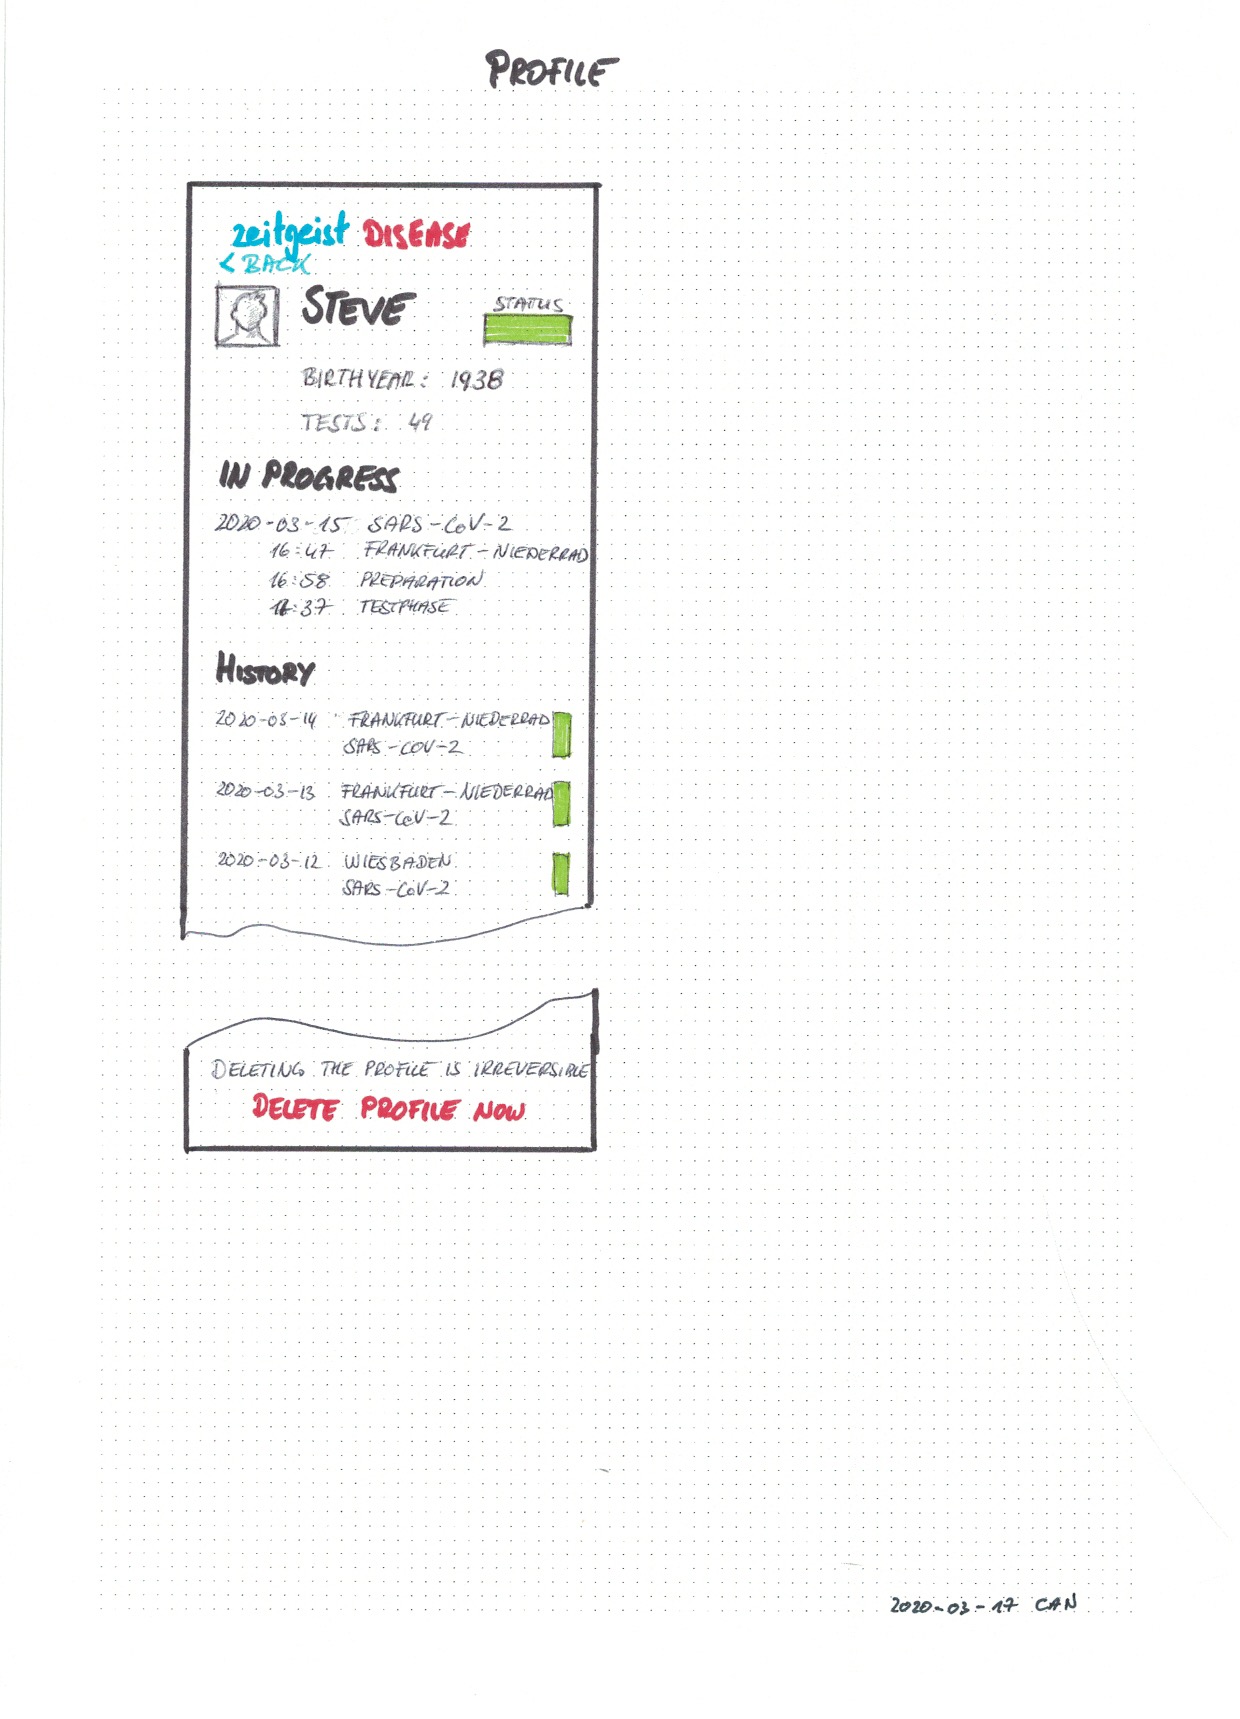 PROFILE
zeitgeist DISEASE
< BACK
STEVE
STATUS
BIRTHYEAR: 1938
TESTS: 49
IN PROGRESS
2020-03-15 SARS-CoV-2
16:47 FRANKFURT-NIEDERRAD
16:58 PREPARATION
:37 TESTPHASE
HISTORY
2020-03-14 FRANKFURT-NIEDERRAD
SARS-COV-2
2020-03-13 FRANKFURT-NIEDERRAD
SARS-CoV-2
2020-03-12 WIESBADEN
SARS-CoV-2
DELETING THE PROFILE IS IRREVERSIBLE
DELETE PROFILE NOW
2020-03-17 CAN